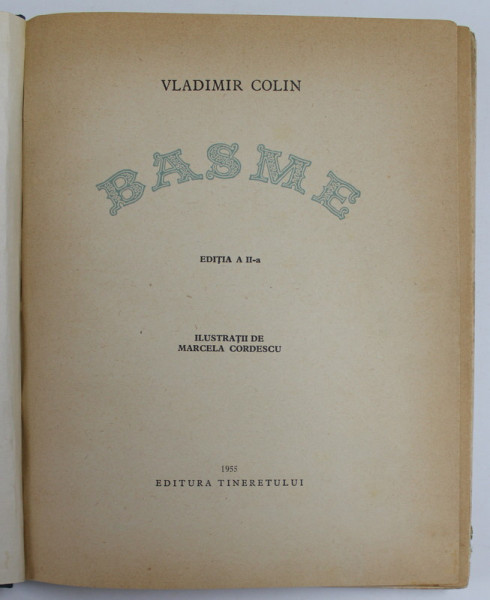 VLADIMIR COLIN
BASME
EDIȚIA A II-a
ILUSTRAȚII DE
MARCELA CORDESCU
1955
EDITURA TINERETULUI